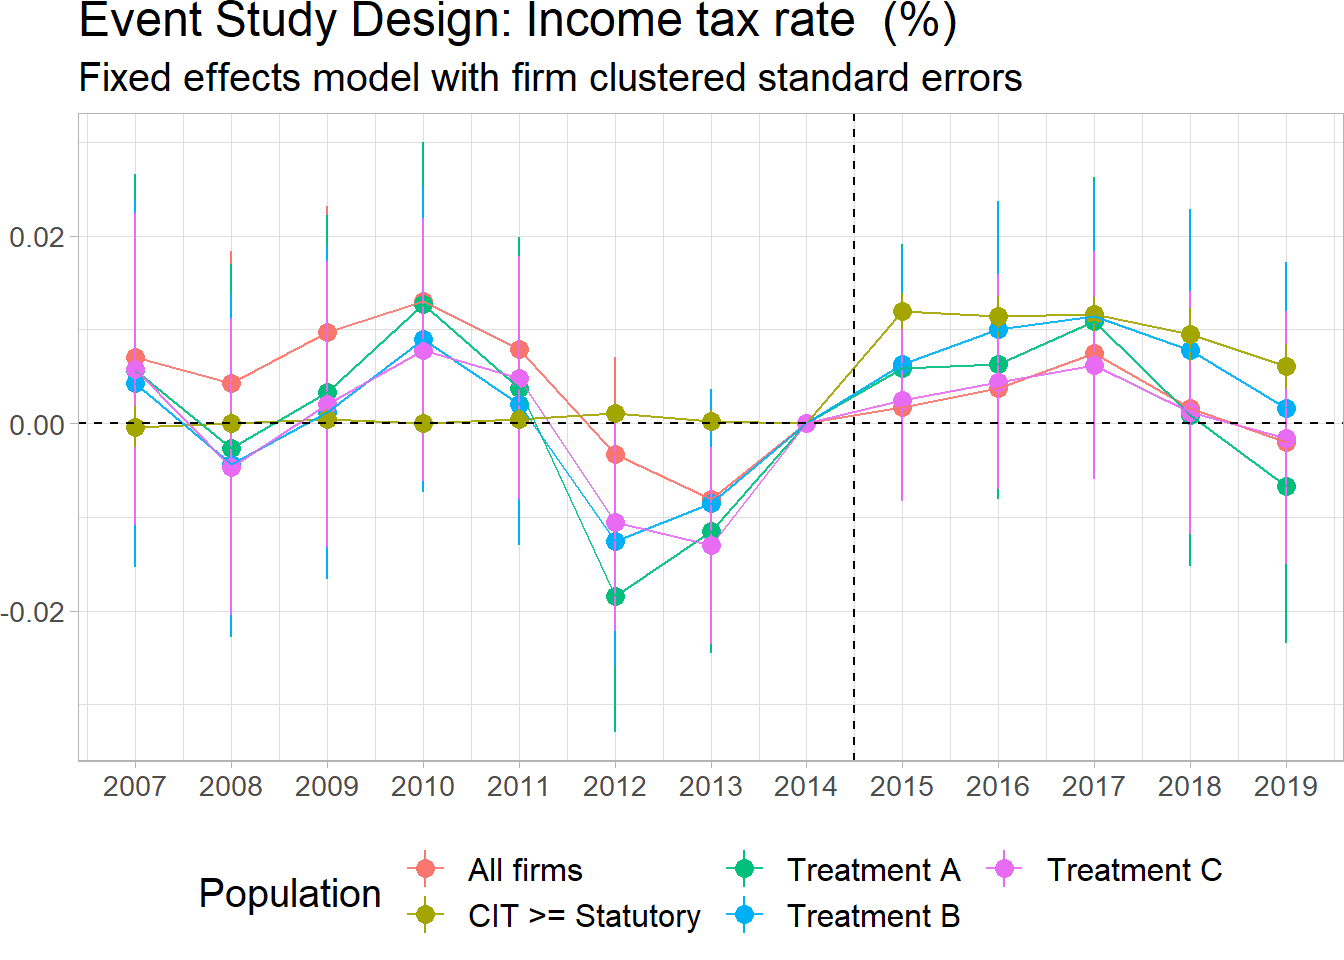 Event Study Design: Income tax rate  (%)
Fixed effects model with firm clustered standard errors
0.02
0.00
-0.02
2007 2008 2009 2010 2011 2012 2013 2014 2015 2016 2017 2018 2019
Population
All firms
CIT >= Statutory
Treatment A
Treatment B
Treatment C